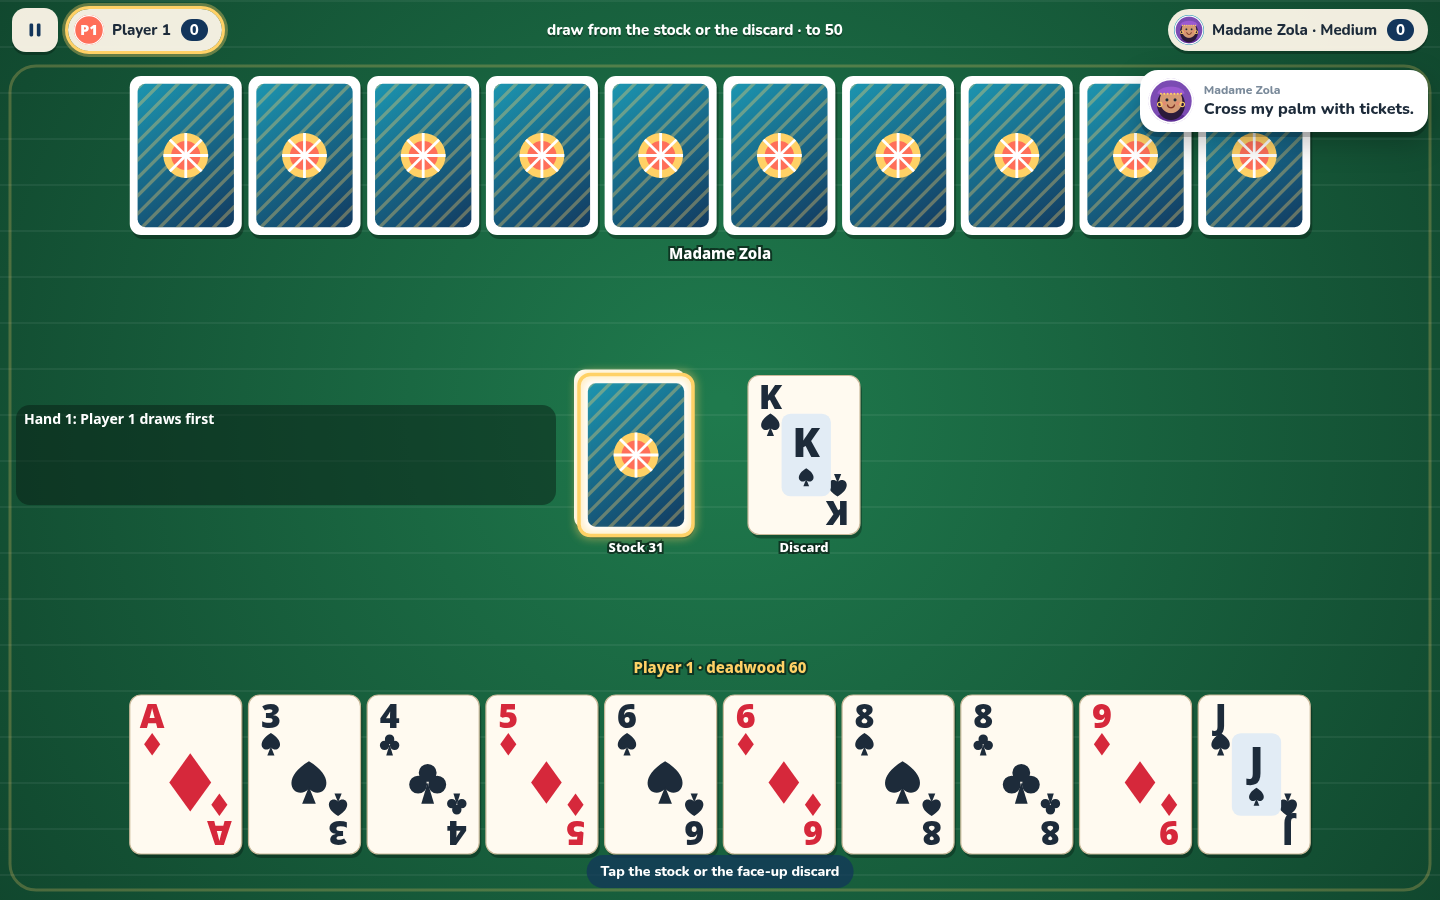 P1 Player 1 0
draw from the stock or the discard · to 50
Madame Zola · Medium 0
Madame Zola
Cross my palm with tickets.
Madame Zola
Hand 1: Player 1 draws first
K
K
K
Stock 31
Discard
Player 1 · deadwood 60
A 3 4 5 6 6 8 8 9 J
J
A 3 4 5 6 6 8 8 9 J
Tap the stock or the face-up discard